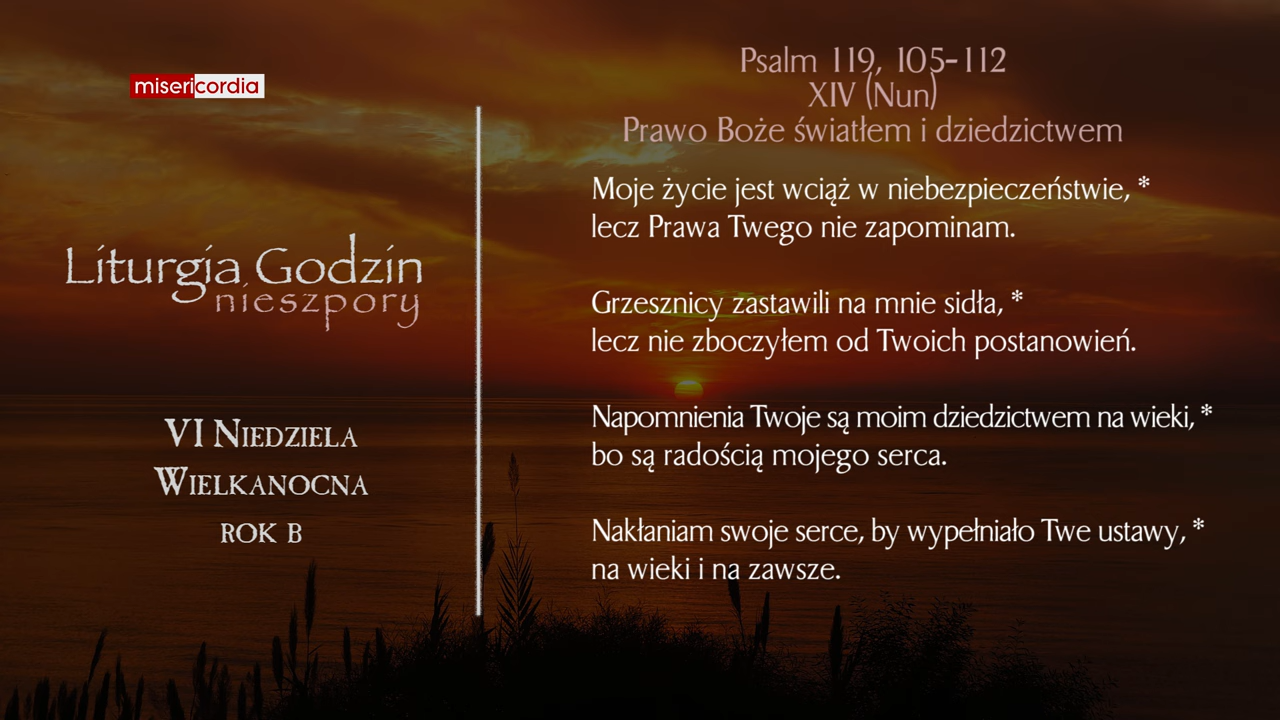 misericordia
Liturgia Godzin
nieszpory
VI Niedziela
Wielkanocna
rok B
Psalm 119, 105-112
XIV (Nun)
Prawo Boże światłem i dziedzictwem
Moje życie jest wciąż w niebezpieczeństwie, *
lecz Prawa Twego nie zapominam.
Grzesznicy zastawili na mnie sidła, *
lecz nie zboczyłem od Twoich postanowień.
Napomnienia Twoje są moim dziedzictwem na wieki, *
bo są radością mojego serca.
Nakłaniam swoje serce, by wypełniało Twe ustawy, *
na wieki i na zawsze.